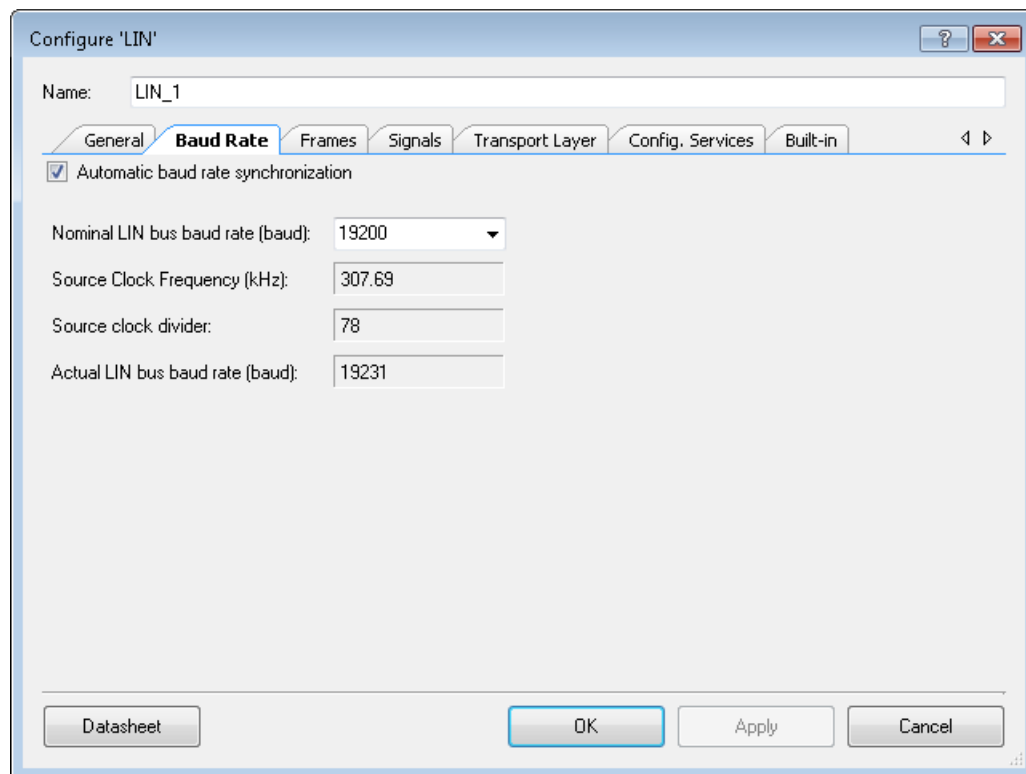 Configure 'LIN'
Name: LIN_1
General Baud Rate Frames Signals Transport Layer Config. Services Built-in
Automatic baud rate synchronization
Nominal LIN bus baud rate (baud): 19200
Source Clock Frequency (kHz): 307.69
Source clock divider: 78
Actual LIN bus baud rate (baud): 19231
Datasheet OK Apply Cancel